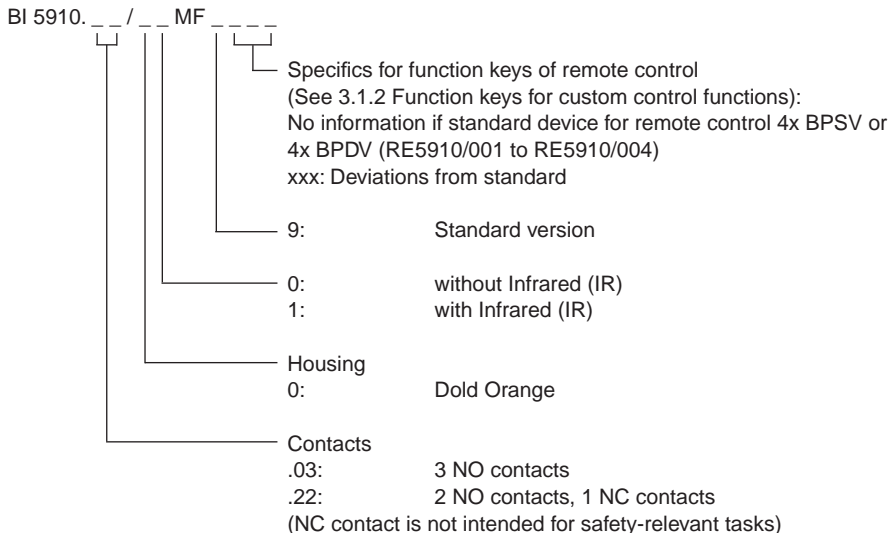 BI 5910. _ _ / _ _ MF _ _ _ _
Specifics for function keys of remote control
(See 3.1.2 Function keys for custom control functions):
No information if standard device for remote control 4x BPSV or
4x BPDV (RE5910/001 to RE5910/004)
xxx: Deviations from standard
9: Standard version
0: without Infrared (IR)
1: with Infrared (IR)
Housing
0: Dold Orange
Contacts
.03: 3 NO contacts
.22: 2 NO contacts, 1 NC contacts
(NC contact is not intended for safety-relevant tasks)